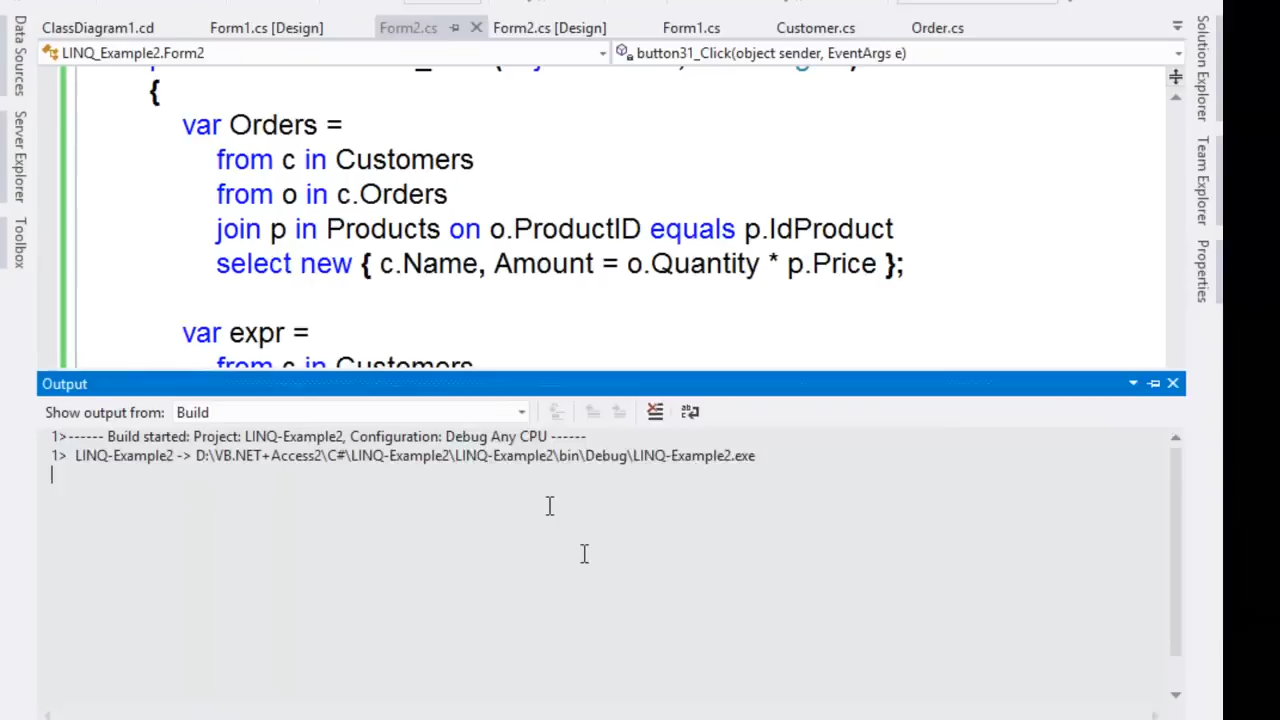 ClassDiagram1.cd Form1.cs [Design] Form2.cs Form2.cs [Design] Form1.cs Customer.cs Order.cs
LINQ_Example2.Form2 button31_Click(object sender, EventArgs e)
Data Sources
Server Explorer
Toolbox
{
var Orders =
from c in Customers
from o in c.Orders
join p in Products on o.ProductID equals p.IdProduct
select new { c.Name, Amount = o.Quantity * p.Price };
var expr =
from c in Customers
Solution Explorer
Team Explorer
Properties
Output
Show output from: Build
1>------ Build started: Project: LINQ-Example2, Configuration: Debug Any CPU ------
1> LINQ-Example2 -> D:\VB.NET+Access2\C#\LINQ-Example2\LINQ-Example2\bin\Debug\LINQ-Example2.exe